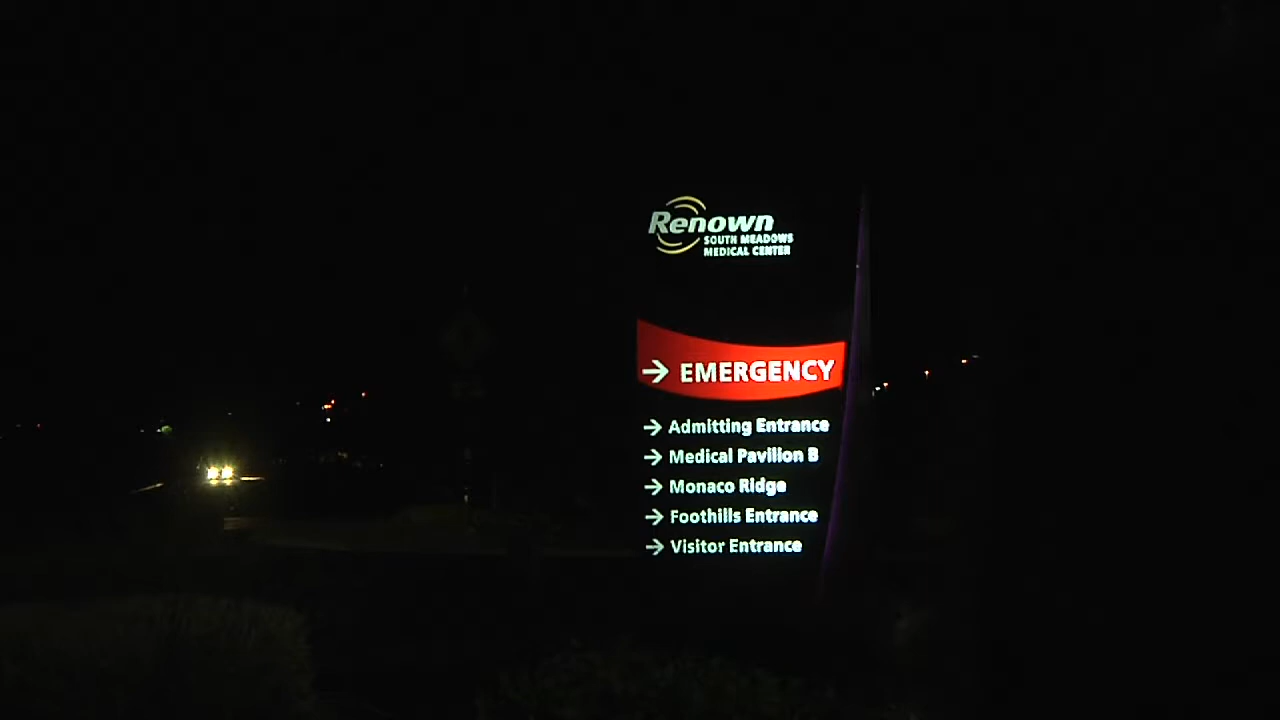 Renown
SOUTH MEADOWS
MEDICAL CENTER
→ EMERGENCY
→ Admitting Entrance
→ Medical Pavilion B
→ Monaco Ridge
→ Foothills Entrance
→ Visitor Entrance